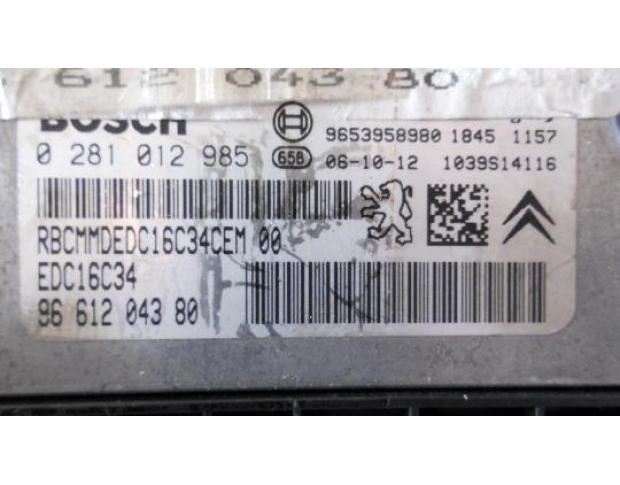 612 043 80
BOSCH
9653958980 1845 1157
0 281 012 985 65B 06-10-12 1039S14116
RBCMMDEDC16C34CEM 00
EDC16C34
96 612 043 80